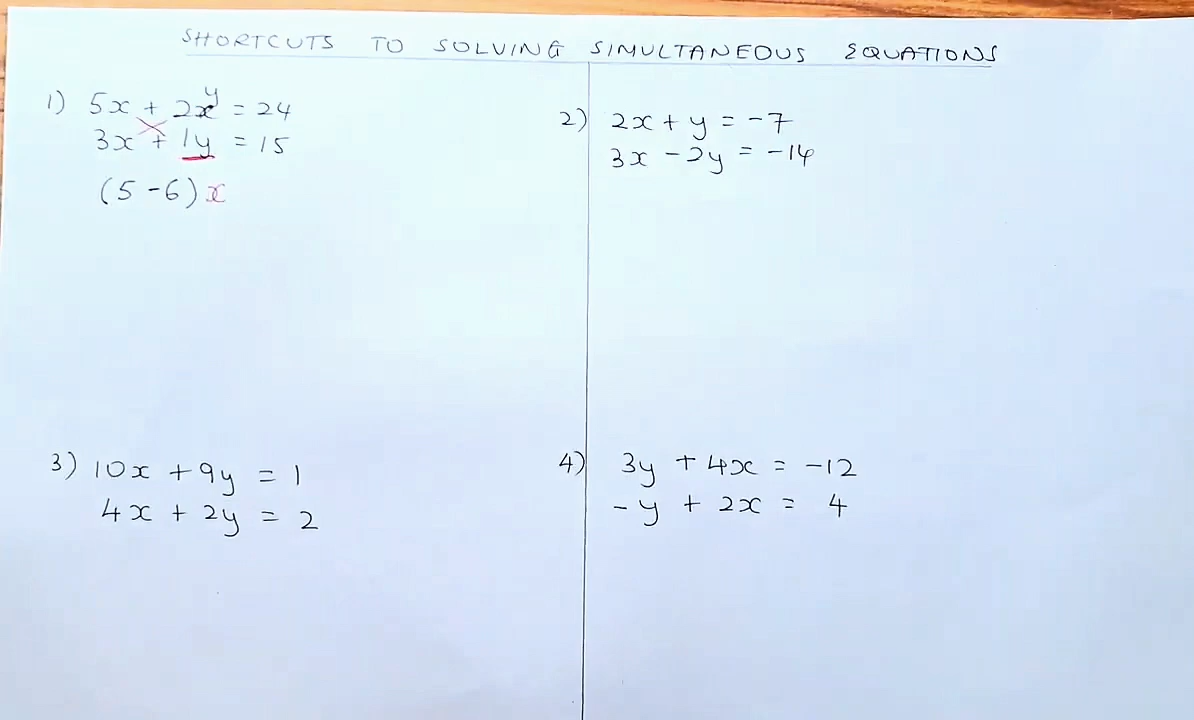 SHORTCUTS TO SOLVING SIMULTANEOUS EQUATIONS
1) 5x + 2y = 24
3x + 1y = 15
(5 - 6) x
2) 2x + y = -7
3x - 2y = -14
3) 10x + 9y = 1
4x + 2y = 2
4) 3y + 4x = -12
- y + 2x = 4